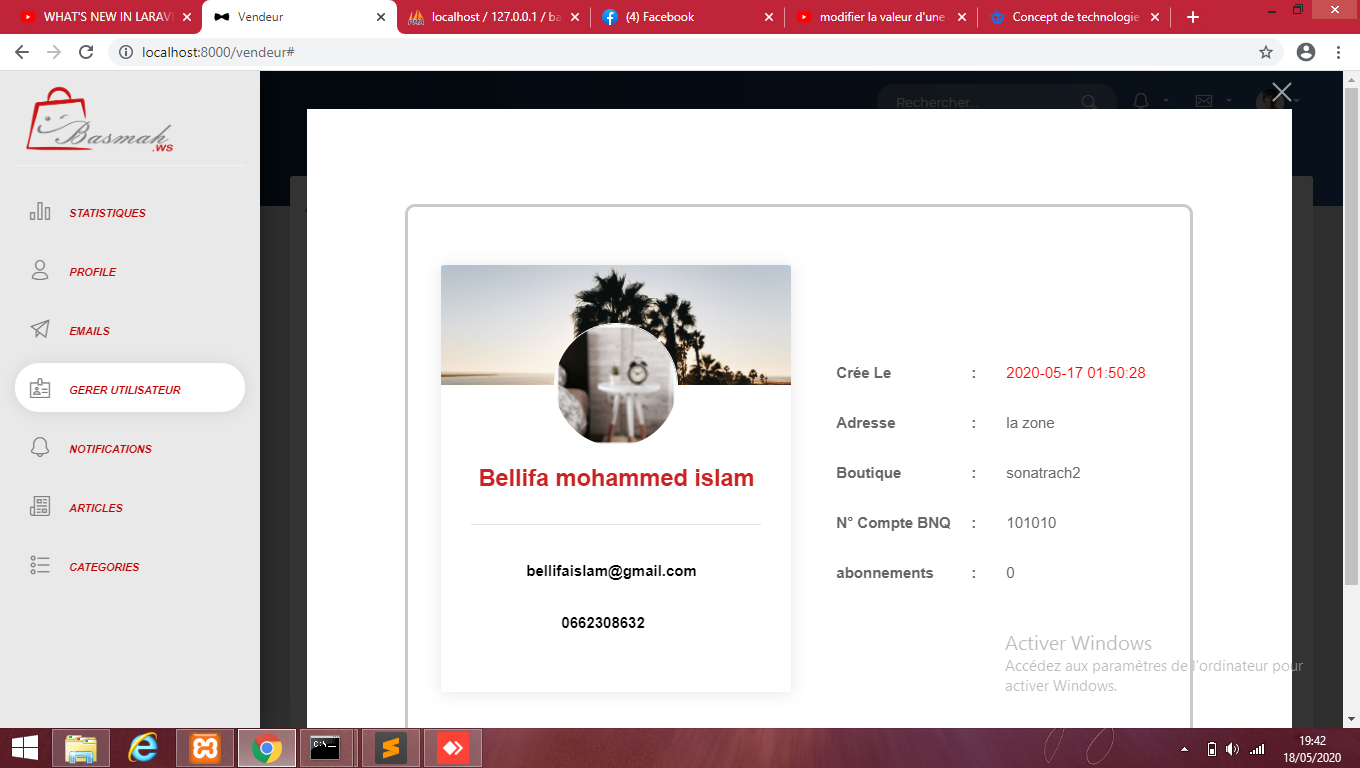 WHAT'S NEW IN LARAV
Vendeur
localhost / 127.0.0.1 / ba
(4) Facebook
modifier la valeur d'une
Concept de technologie
localhost:8000/vendeur#
Basmah
.ws
Rechercher...
STATISTIQUES
PROFILE
EMAILS
GERER UTILISATEUR
NOTIFICATIONS
ARTICLES
CATEGORIES
Bellifa mohammed islam
bellifaislam@gmail.com
0662308632
Crée Le : 2020-05-17 01:50:28
Adresse : la zone
Boutique : sonatrach2
N° Compte BNQ : 101010
abonnements : 0
Activer Windows
Accédez aux paramètres de l'ordinateur pour
activer Windows.
19:42
18/05/2020